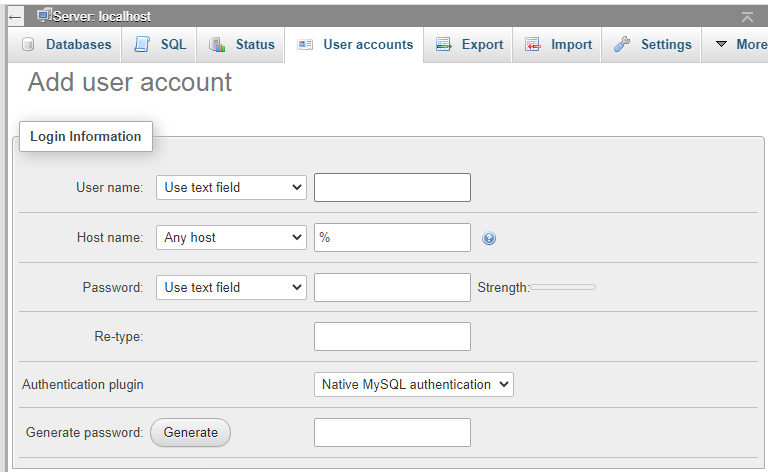 Server: localhost
Databases SQL Status User accounts Export Import Settings More
Add user account
Login Information
User name: Use text field
Host name: Any host %
Password: Use text field Strength:
Re-type:
Authentication plugin Native MySQL authentication
Generate password: Generate